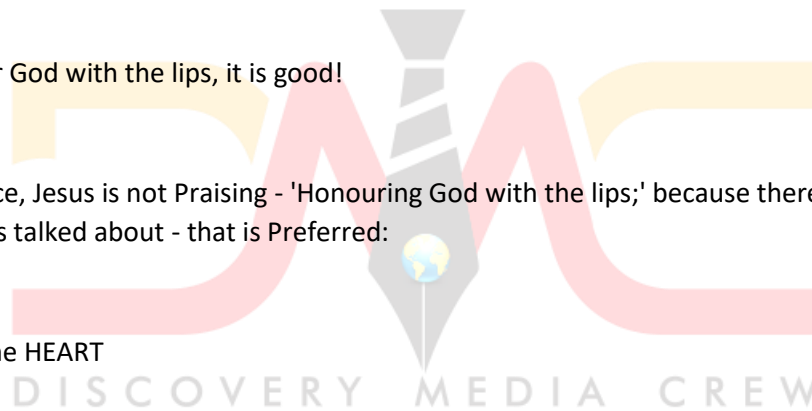 r God with the lips, it is good!
ce, Jesus is not Praising - 'Honouring God with the lips;' because there
s talked about - that is Preferred:
he HEART
DISCOVERY MEDIA CREW